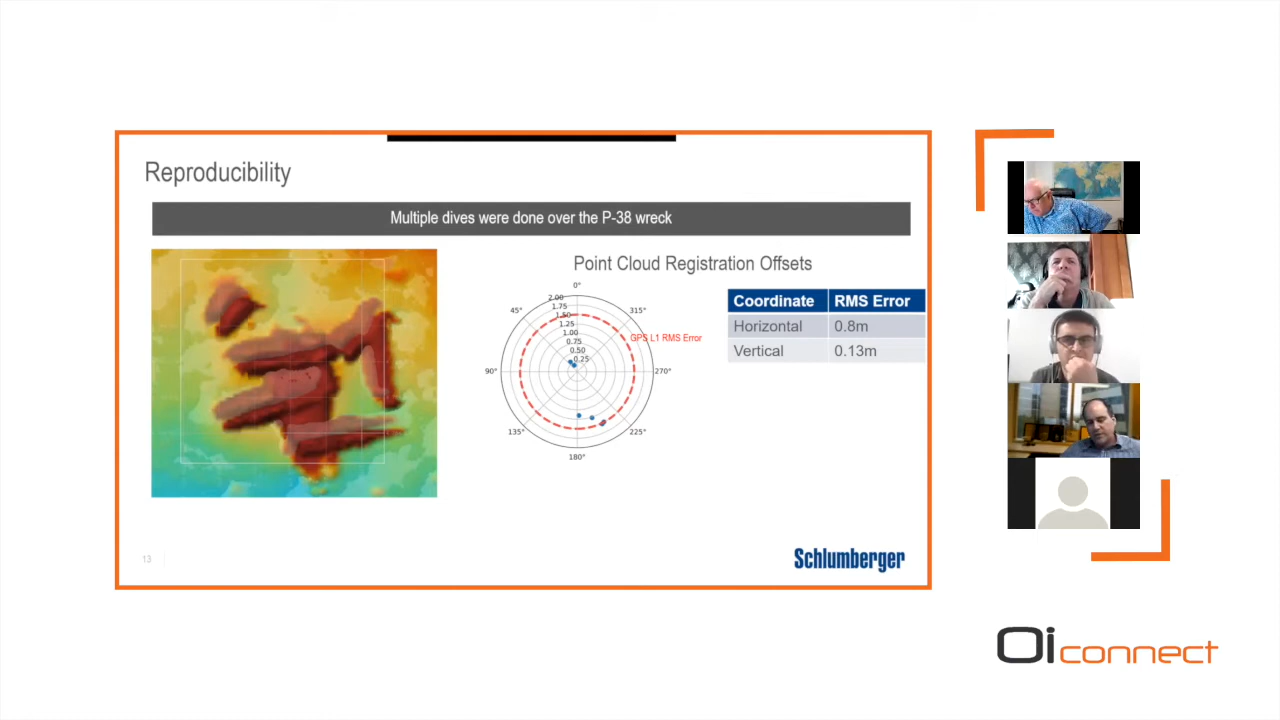 Reproducibility
Multiple dives were done over the P-38 wreck
Point Cloud Registration Offsets
0°
45°
315°
2.00
1.75
1.50
1.25
1.00
0.75
0.50
0.25
GPS L1 RMS Error
90°
270°
135°
225°
180°
Coordinate RMS Error
Horizontal 0.8m
Vertical 0.13m
13
Schlumberger
Oi connect